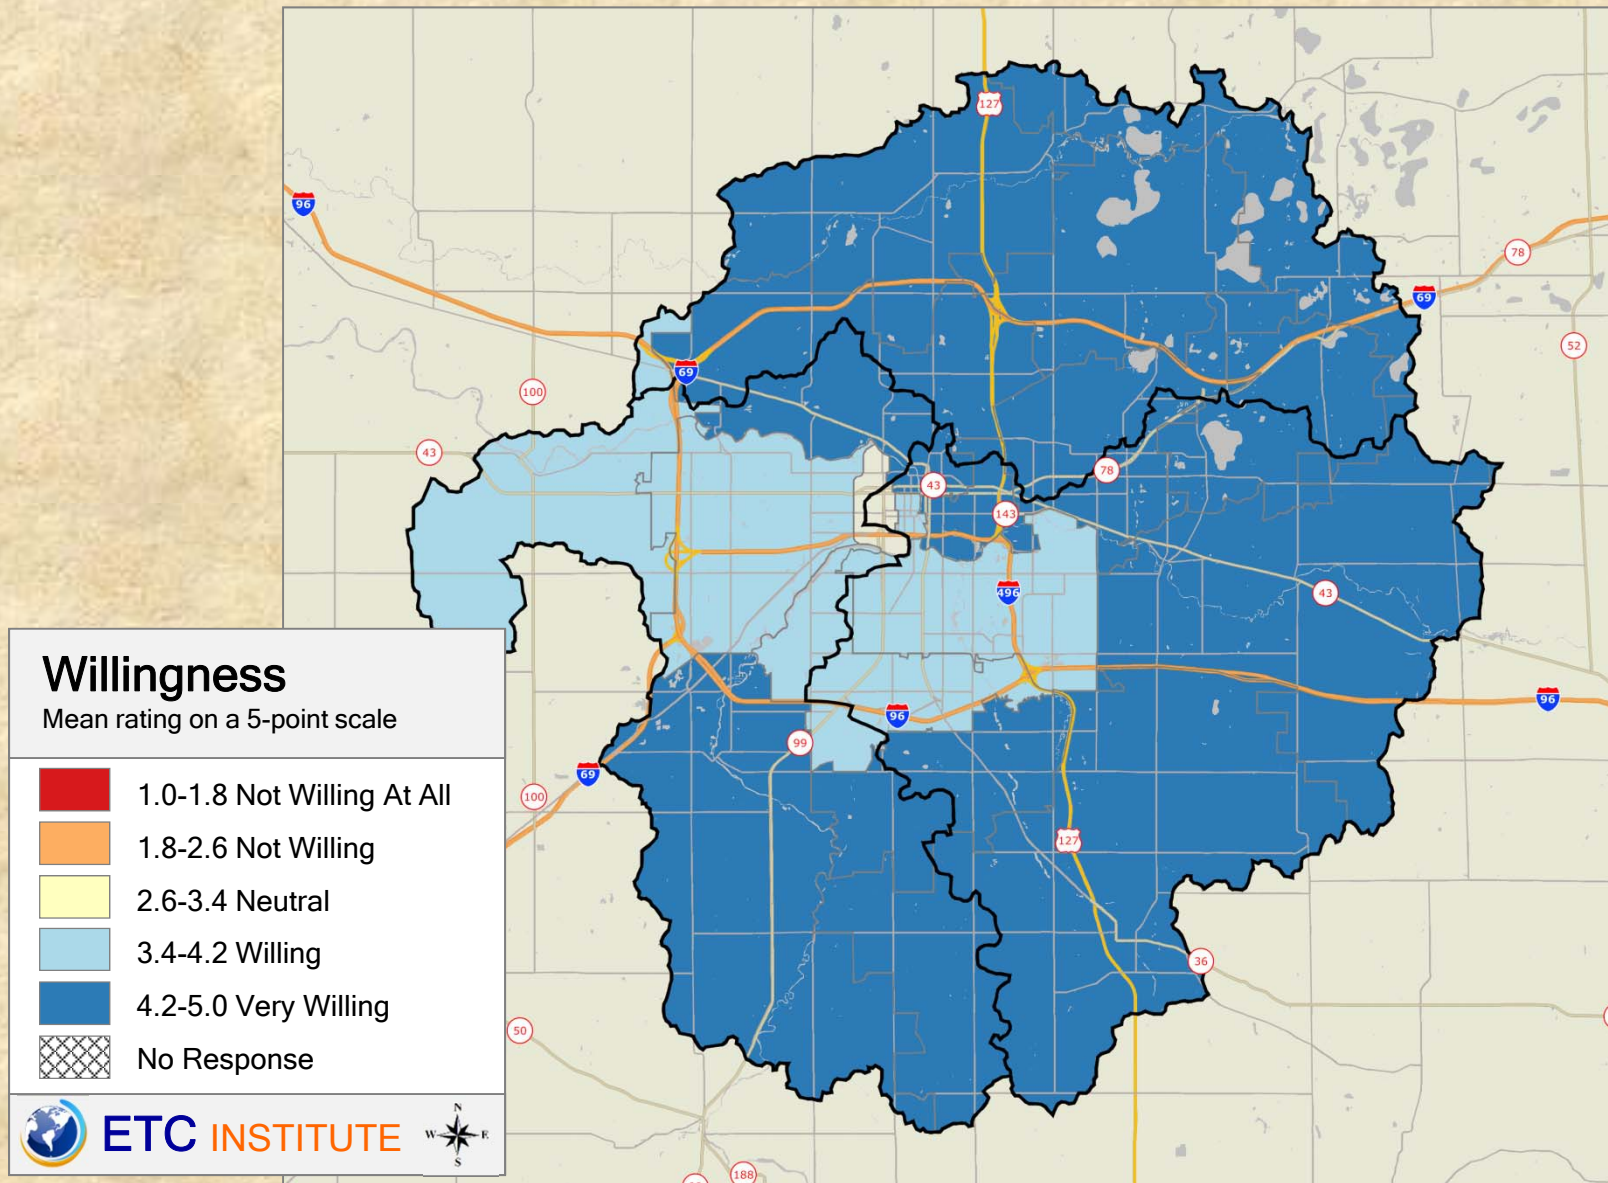 127
96
78
69
52
69
100
43
78
43
143
496
43
96
96
99
69
100
127
36
50
188
Willingness
Mean rating on a 5-point scale
1.0-1.8 Not Willing At All
1.8-2.6 Not Willing
2.6-3.4 Neutral
3.4-4.2 Willing
4.2-5.0 Very Willing
No Response
ETC INSTITUTE
N
W E
S